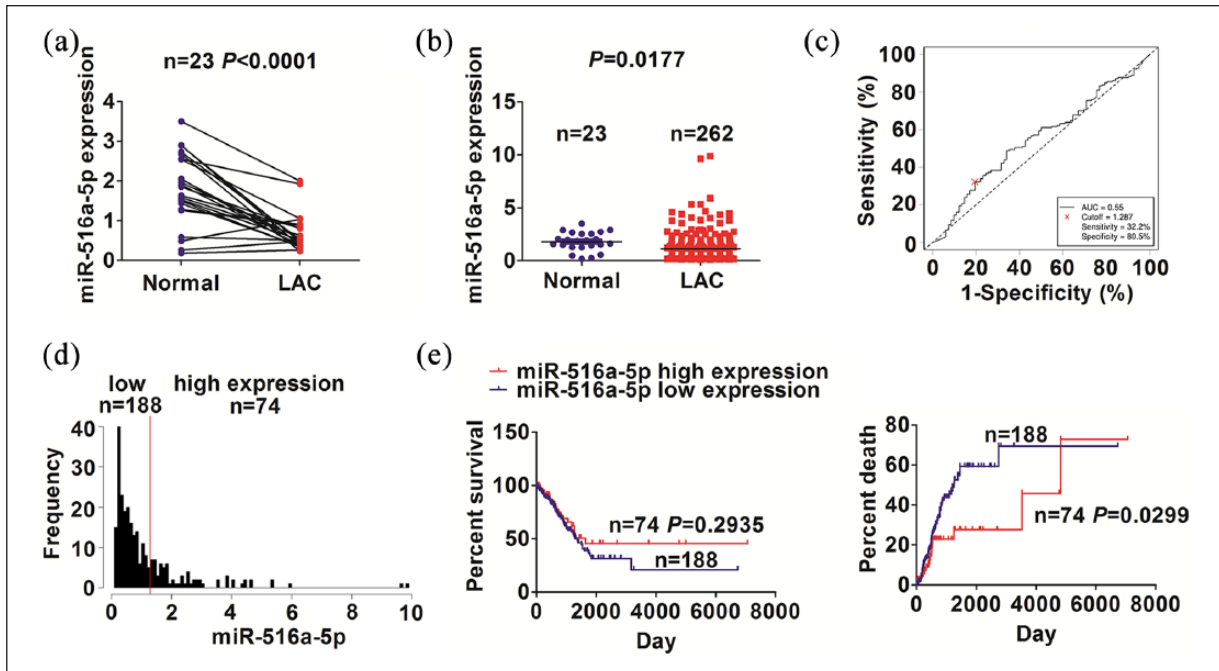 (a)
n=23 P<0.0001
miR-516a-5p expression
4
3
2
1
0
Normal LAC
(b)
P=0.0177
miR-516a-5p expression
15
10
5
0
n=23 n=262
Normal LAC
(c)
Sensitivity (%)
100
80
60
40
20
0
AUC = 0.55
× Cutoff = 1.287
Sensitivity = 32.2%
Specificity = 80.5%
0 20 40 60 80 100
1-Specificity (%)
(d)
low high expression
n=188 n=74
Frequency
40
30
20
10
0
0 2 4 6 8 10
miR-516a-5p
(e)
miR-516a-5p high expression
miR-516a-5p low expression
Percent survival
150
100
50
0
n=74 P=0.2935
n=188
0 2000 4000 6000 8000
Day
Percent death
80
60
40
20
0
n=188
n=74 P=0.0299
0 2000 4000 6000 8000
Day